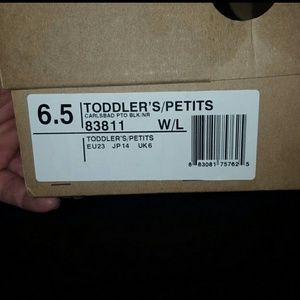 6.5
TODDLER'S/PETITS
CARLSBAD PTO BLK/NR
83811 W/L
TODDLER'S/PETITS
EU23 JP14 UK6
6 83081 75762 5